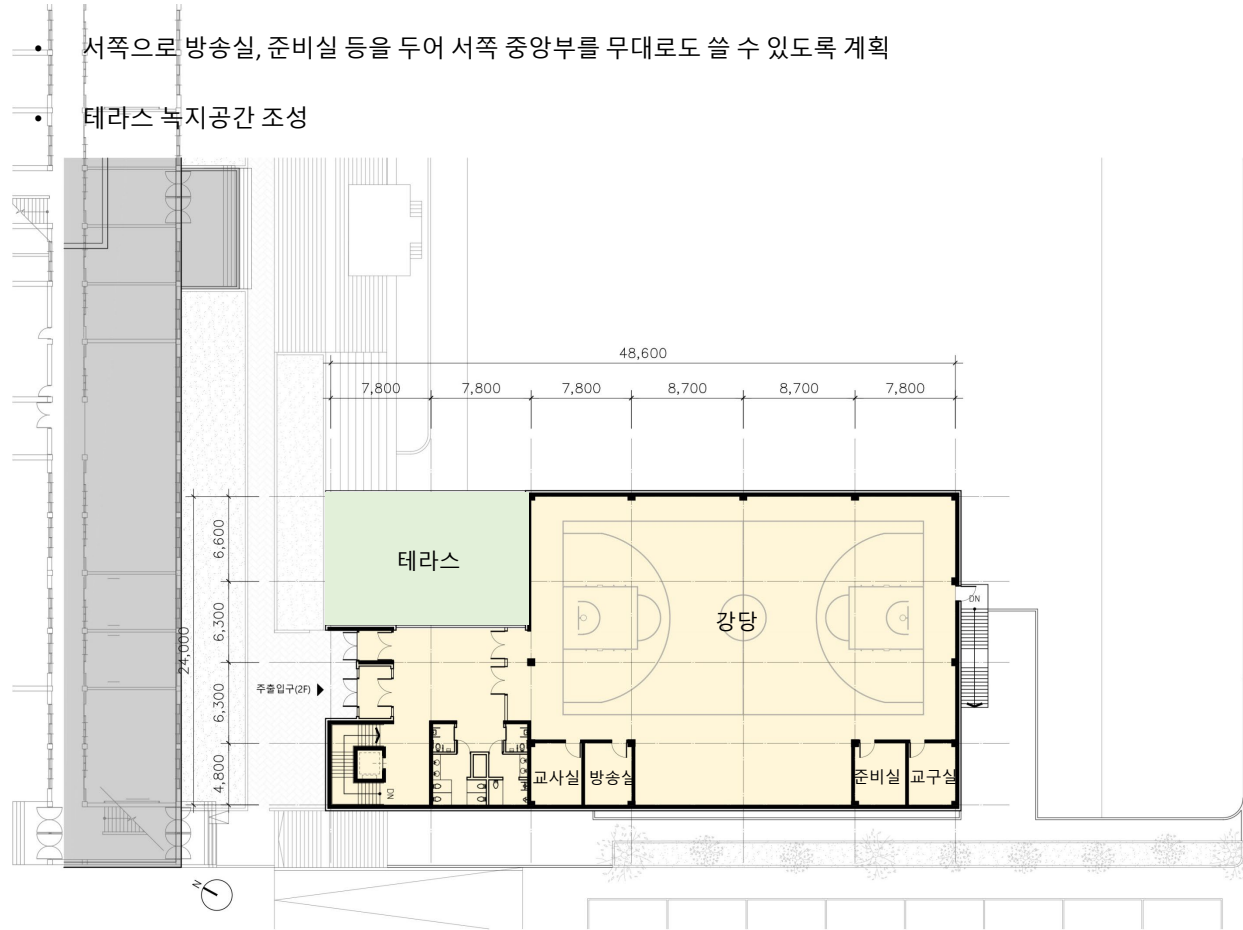 • 서쪽으로 방송실, 준비실 등을 두어 서쪽 중앙부를 무대로도 쓸 수 있도록 계획
• 테라스 녹지공간 조성
48,600
7,800 7,800 7,800 8,700 8,700 7,800
6,600
6,300
24,000
6,300
4,800
테라스
강당
DN
주출입구(2F)
교사실 방송실 준비실 교구실
DN
N